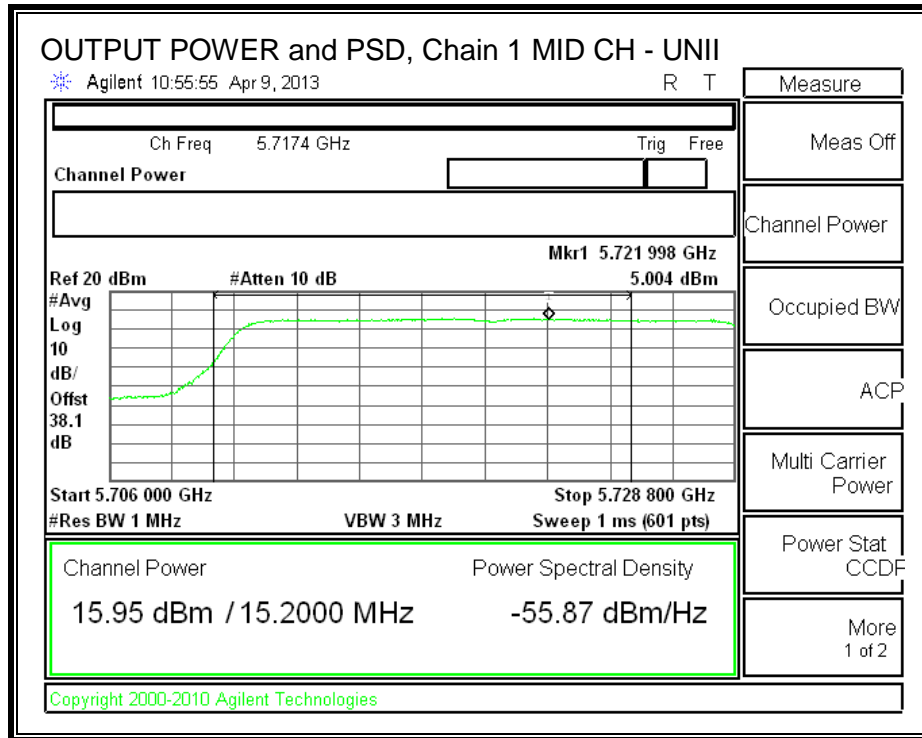 OUTPUT POWER and PSD, Chain 1 MID CH - UNII
Agilent 10:55:55 Apr 9, 2013 R T
Measure
Ch Freq 5.7174 GHz Trig Free
Channel Power
Meas Off
Channel Power
Mkr1 5.721 998 GHz
Ref 20 dBm #Atten 10 dB 5.004 dBm
#Avg
Log
10
dB/
Offst
38.1
dB
1
Occupied BW
ACP
Multi Carrier
Power
Start 5.706 000 GHz Stop 5.728 800 GHz
#Res BW 1 MHz VBW 3 MHz Sweep 1 ms (601 pts)
Power Stat
CCDF
Channel Power Power Spectral Density
15.95 dBm / 15.2000 MHz -55.87 dBm/Hz
More
1 of 2
Copyright 2000-2010 Agilent Technologies